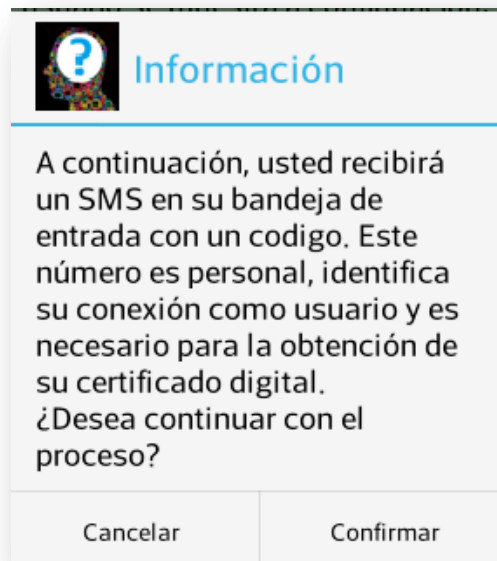 ?
Información
A continuación, usted recibirá
un SMS en su bandeja de
entrada con un codigo. Este
número es personal, identifica
su conexión como usuario y es
necesario para la obtención de
su certificado digital.
¿Desea continuar con el
proceso?
Cancelar
Confirmar